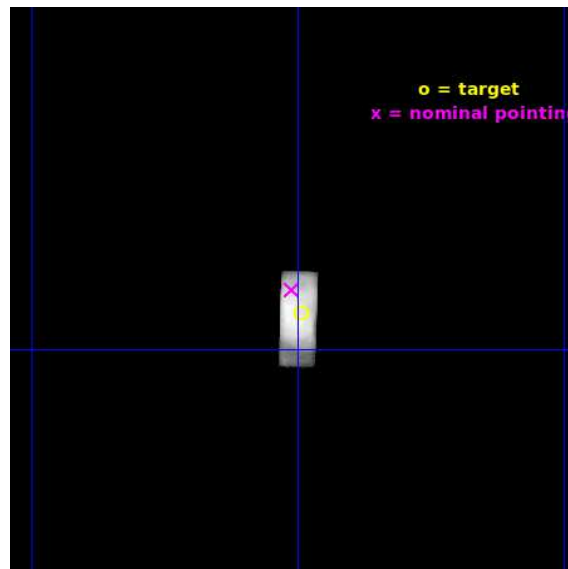 o = target
x = nominal pointin